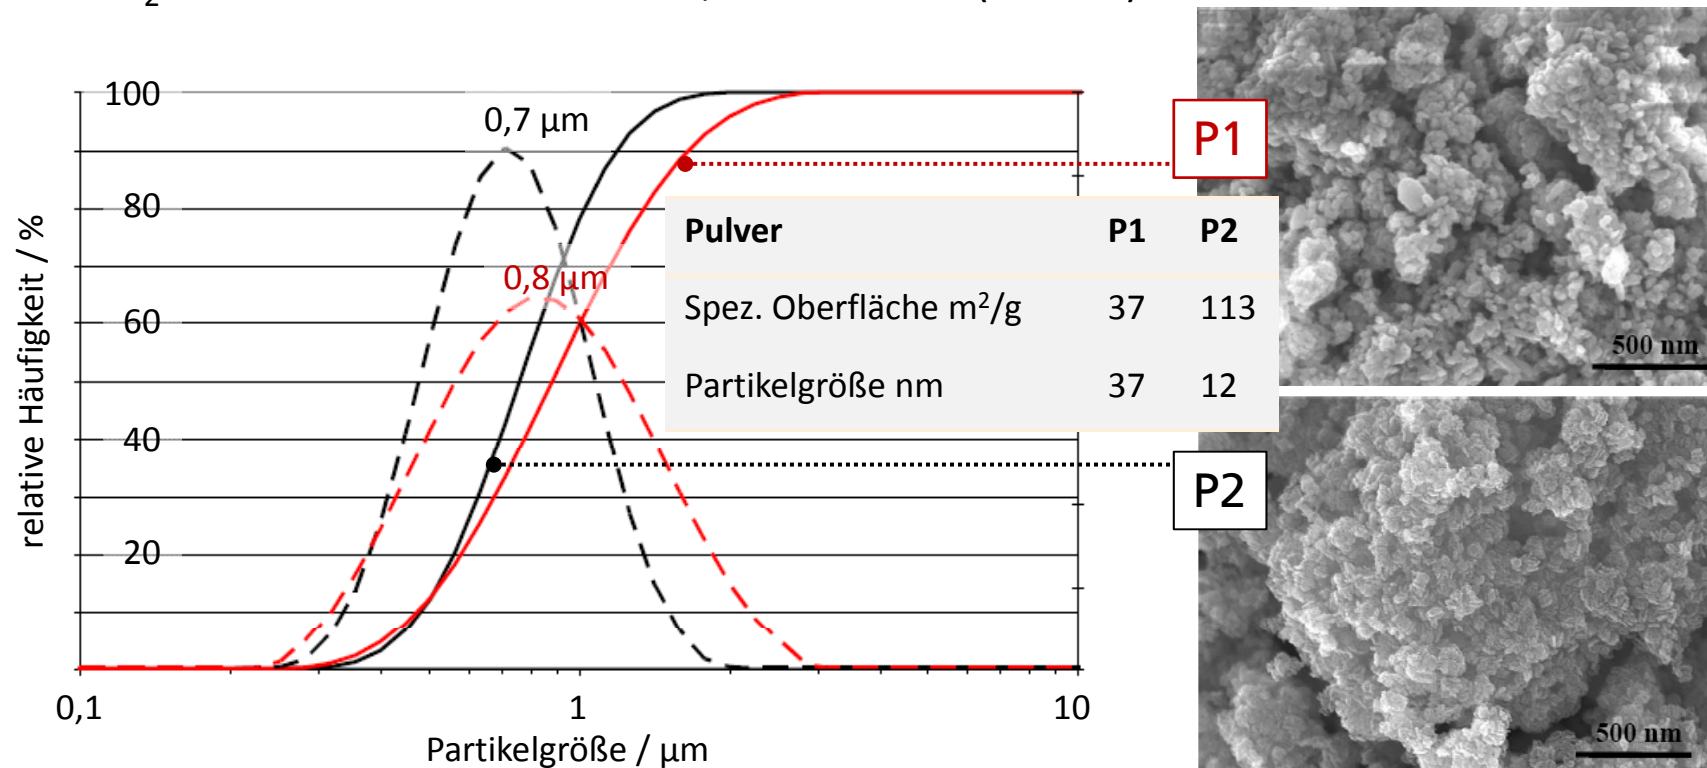 2
100
80
60
40
20
relative Häufigkeit / %
0,7 µm
0,8 µm
0,1
1
10
Partikelgröße / µm
P1
Pulver P1 P2
Spez. Oberfläche m²/g 37 113
Partikelgröße nm 37 12
P2
500 nm
500 nm